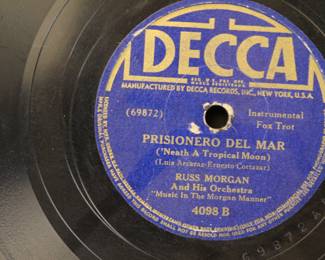 DECCA
MANUFACTURED BY DECCA RECORDS, INC., NEW YORK, U.S.A.
(69872)
Instrumental
Fox Trot
PRISIONERO DEL MAR
('Neath A Tropical Moon)
(Luis Arcaraz-Ernesto Cortazar)
RUSS MORGAN
And His Orchestra
"Music In The Morgan Manner"
4098 B
69872A